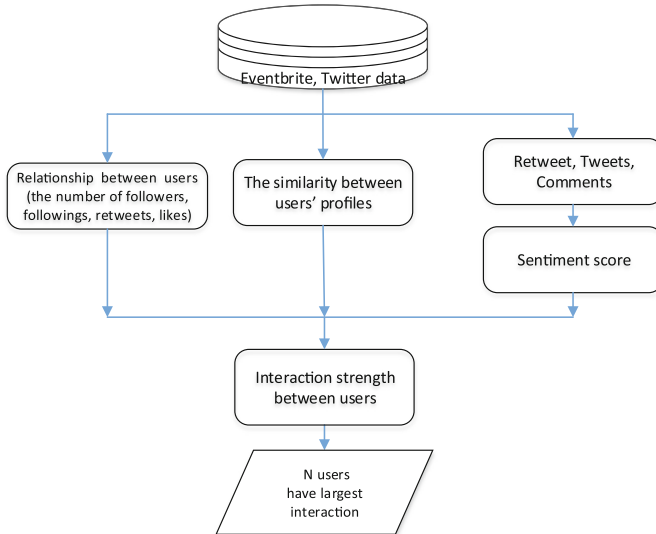 Eventbrite, Twitter data
Relationship between users
(the number of followers,
followings, retweets, likes)
The similarity between
users' profiles
Retweet, Tweets,
Comments
Sentiment score
Interaction strength
between users
N users
have largest
interaction